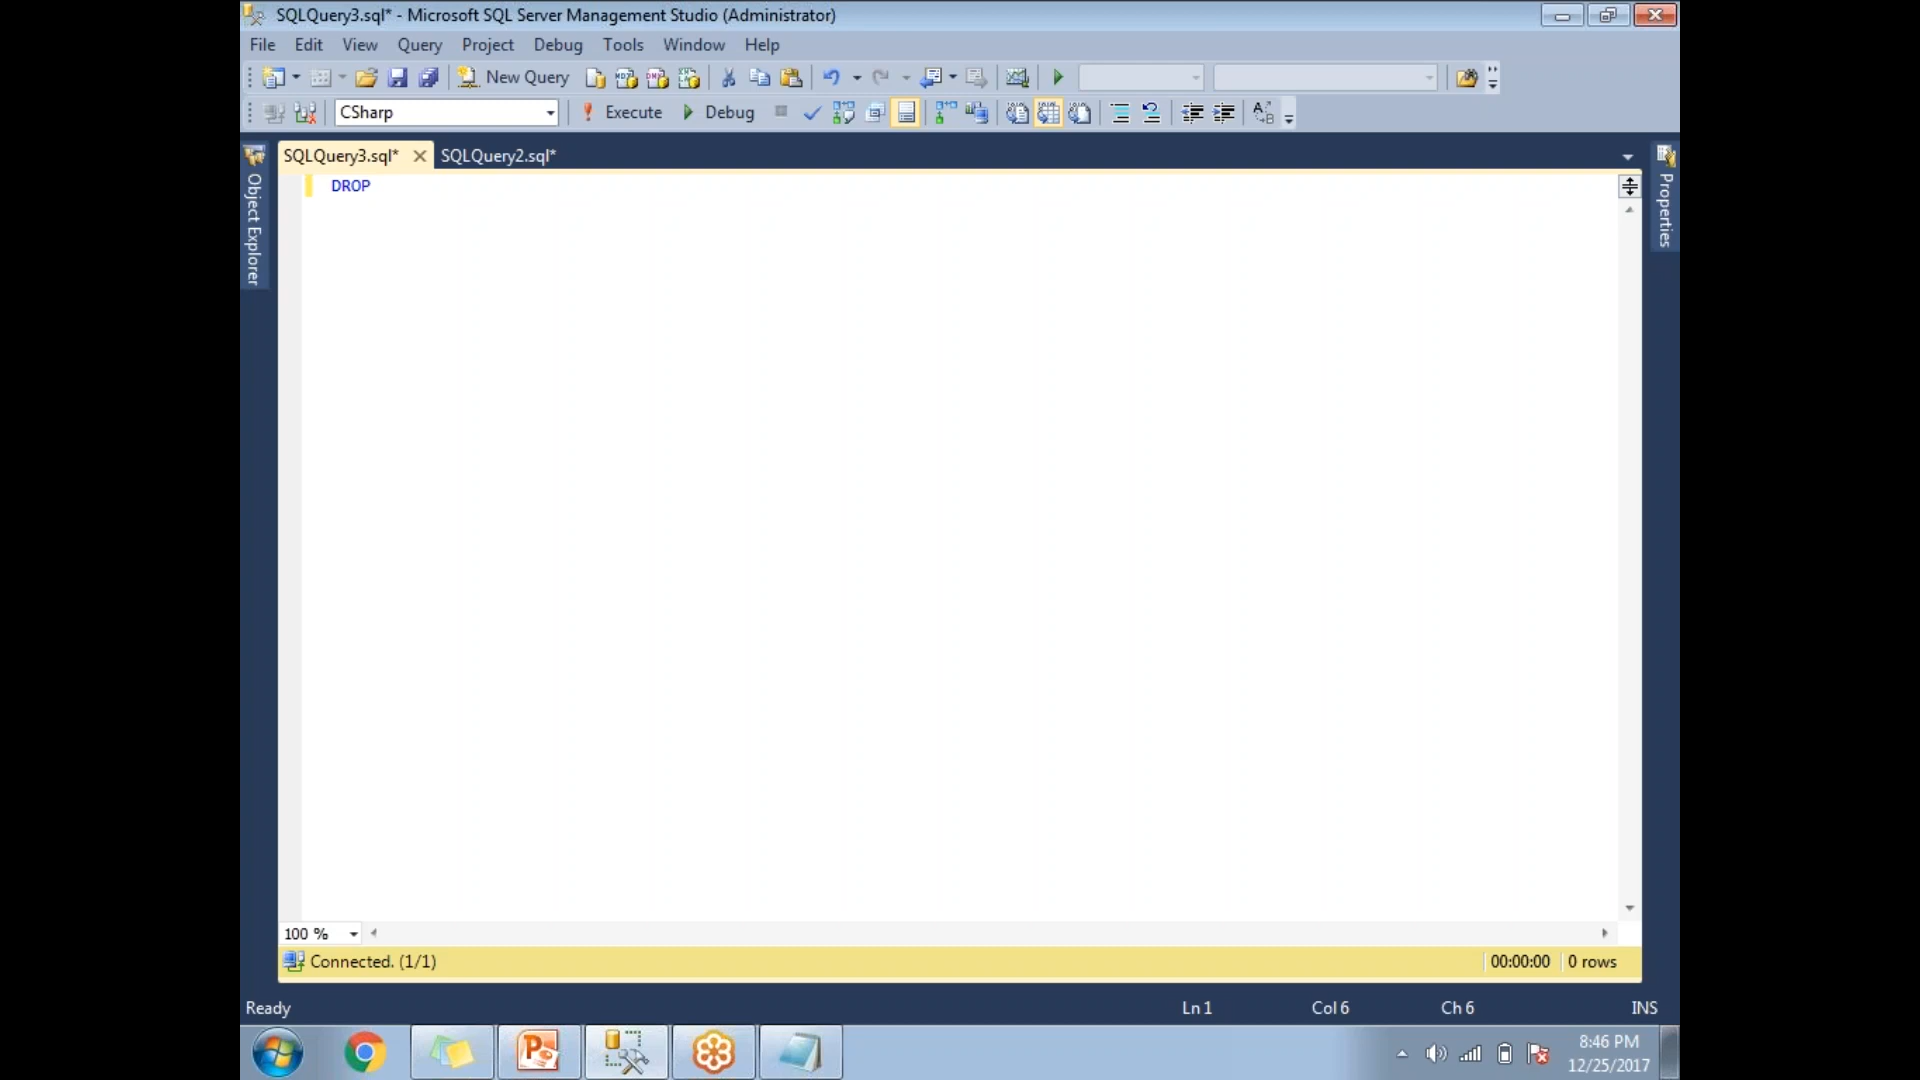 SQLQuery3.sql* - Microsoft SQL Server Management Studio (Administrator)
File Edit View Query Project Debug Tools Window Help
New Query
CSharp Execute Debug
SQLQuery3.sql* SQLQuery2.sql*
Object Explorer
Properties
DROP
100 %
Connected. (1/1) 00:00:00 0 rows
Ready Ln 1 Col 6 Ch 6 INS
8:46 PM
12/25/2017